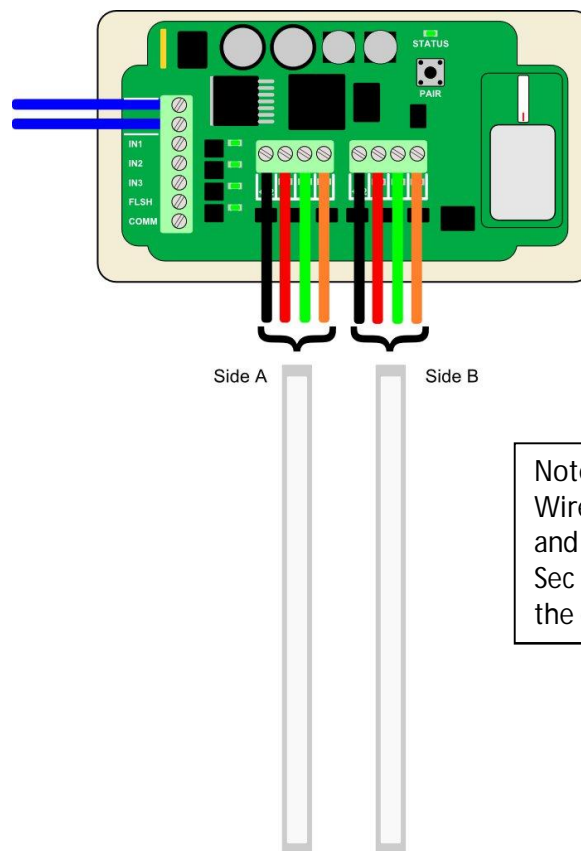 STATUS
PAIR
IN1
IN2
IN3
FLSH
COMM
Side A
Side B
Note
Wire
and
Sec
the